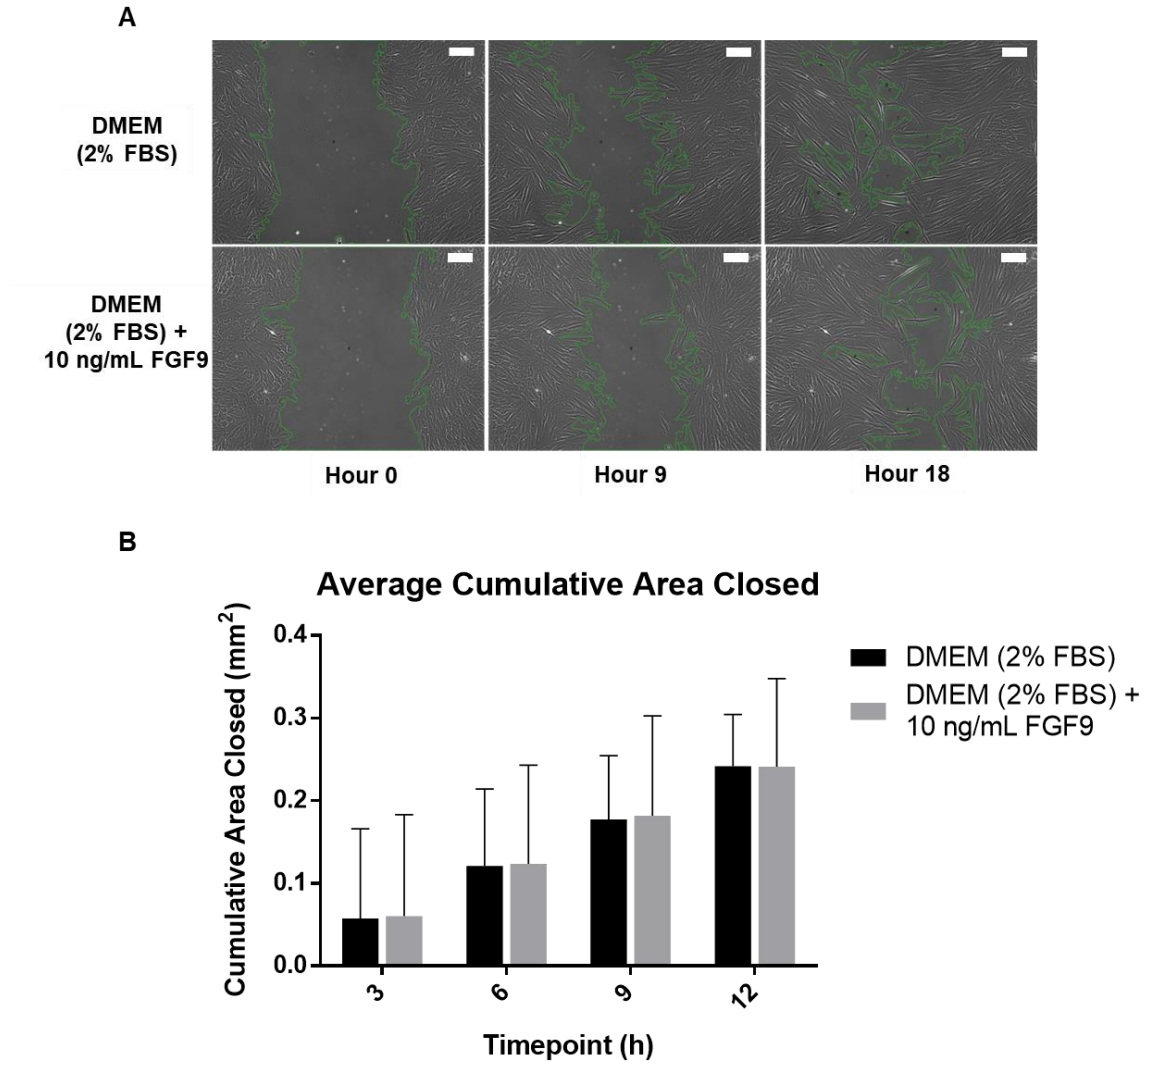 A
DMEM
(2% FBS)
DMEM
(2% FBS) +
10 ng/mL FGF9
Hour 0
Hour 9
Hour 18
B
Average Cumulative Area Closed
Cumulative Area Closed (mm²)
0.4
0.3
0.2
0.1
0.0
3
6
9
12
Timepoint (h)
DMEM (2% FBS)
DMEM (2% FBS) +
10 ng/mL FGF9